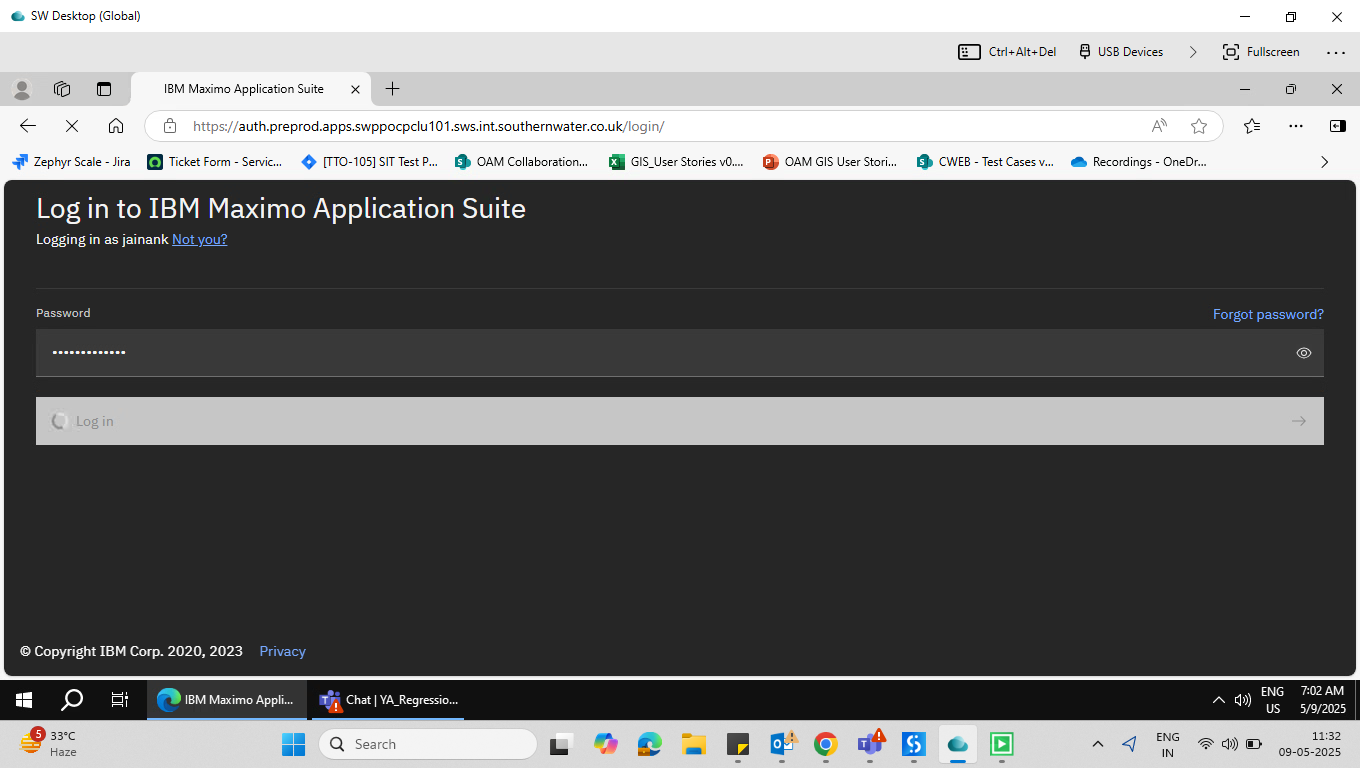 SW Desktop (Global)
Ctrl+Alt+Del USB Devices Fullscreen
IBM Maximo Application Suite
https://auth.preprod.apps.swppocpclu101.sws.int.southernwater.co.uk/login/
Zephyr Scale - Jira Ticket Form - Servic... [TTO-105] SIT Test P... OAM Collaboration... GIS_User Stories v0.... OAM GIS User Stori... CWEB - Test Cases v... Recordings - OneDr...
Log in to IBM Maximo Application Suite
Logging in as jainank Not you?
Password Forgot password?
•••••••••••••
Log in
© Copyright IBM Corp. 2020, 2023 Privacy
IBM Maximo Appli... Chat | YA_Regressio... ENG 7:02 AM
US 5/9/2025
5 33°C Search ENG 11:32
Haze IN 09-05-2025